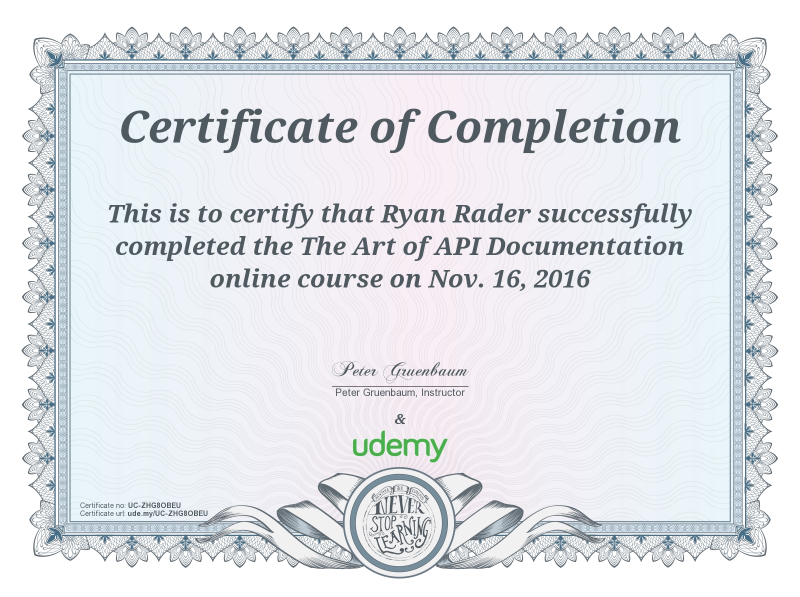 Certificate of Completion
This is to certify that Ryan Rader successfully
completed the The Art of API Documentation
online course on Nov. 16, 2016
Peter Gruenbaum
Peter Gruenbaum, Instructor
&
udemy
Certificate no: UC-ZHG8OBEU
Certificate url: ude.my/UC-ZHG8OBEU
NEVER
STOP
LEARNING